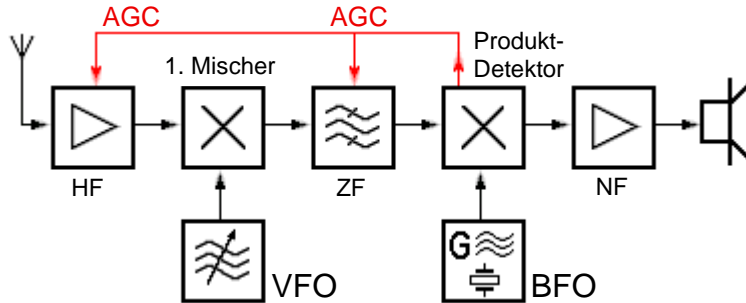 AGC
AGC
Produkt-
Detektor
1. Mischer
HF
ZF
NF
VFO
G
BFO